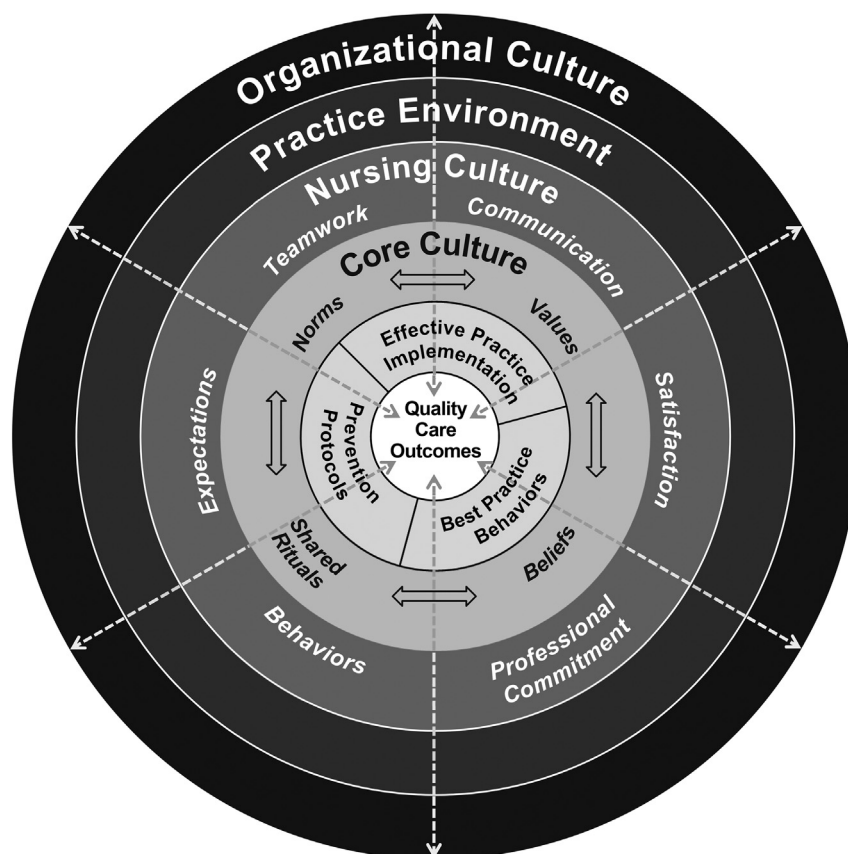 Organizational Culture
Practice Environment
Nursing Culture
Teamwork
Communication
Core Culture
Norms
Values
Effective Practice
Implementation
Expectations
Satisfaction
Prevention
Protocols
Quality
Care
Outcomes
Best Practice
Behaviors
Shared
Rituals
Beliefs
Behaviors
Professional
Commitment